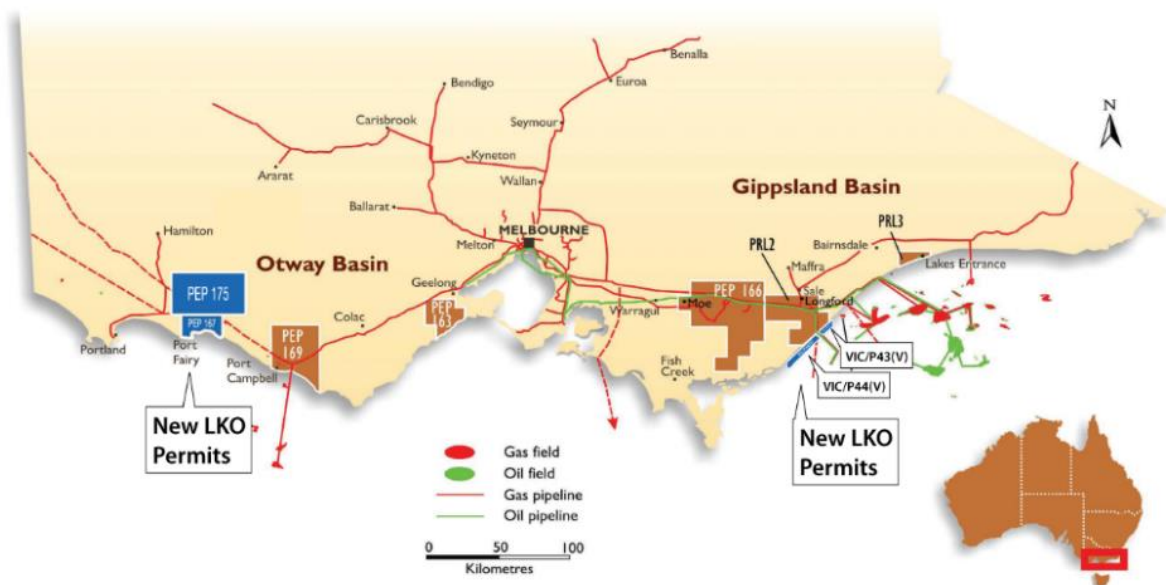 Benalla
Euroa
Bendigo
N
Carisbrook
Seymour
Kyneton
Ararat
Wallan
Gippsland Basin
Ballarat
PRL3
Hamilton
MELBOURNE
PRL2
Bairnsdale
Melton
Maffra
Lakes Entrance
Otway Basin
Geelong
Sale
PEP 175
PEP 166
Longford
PEP
163
Moe
Warragul
PEP 167
Colac
PEP
169
Portland
Port
Fairy
Port
Campbell
Fish
Creek
VIC/P43(V)
VIC/P44(V)
New LKO
Permits
New LKO
Permits
Gas field
Oil field
Gas pipeline
Oil pipeline
0 50 100
Kilometres